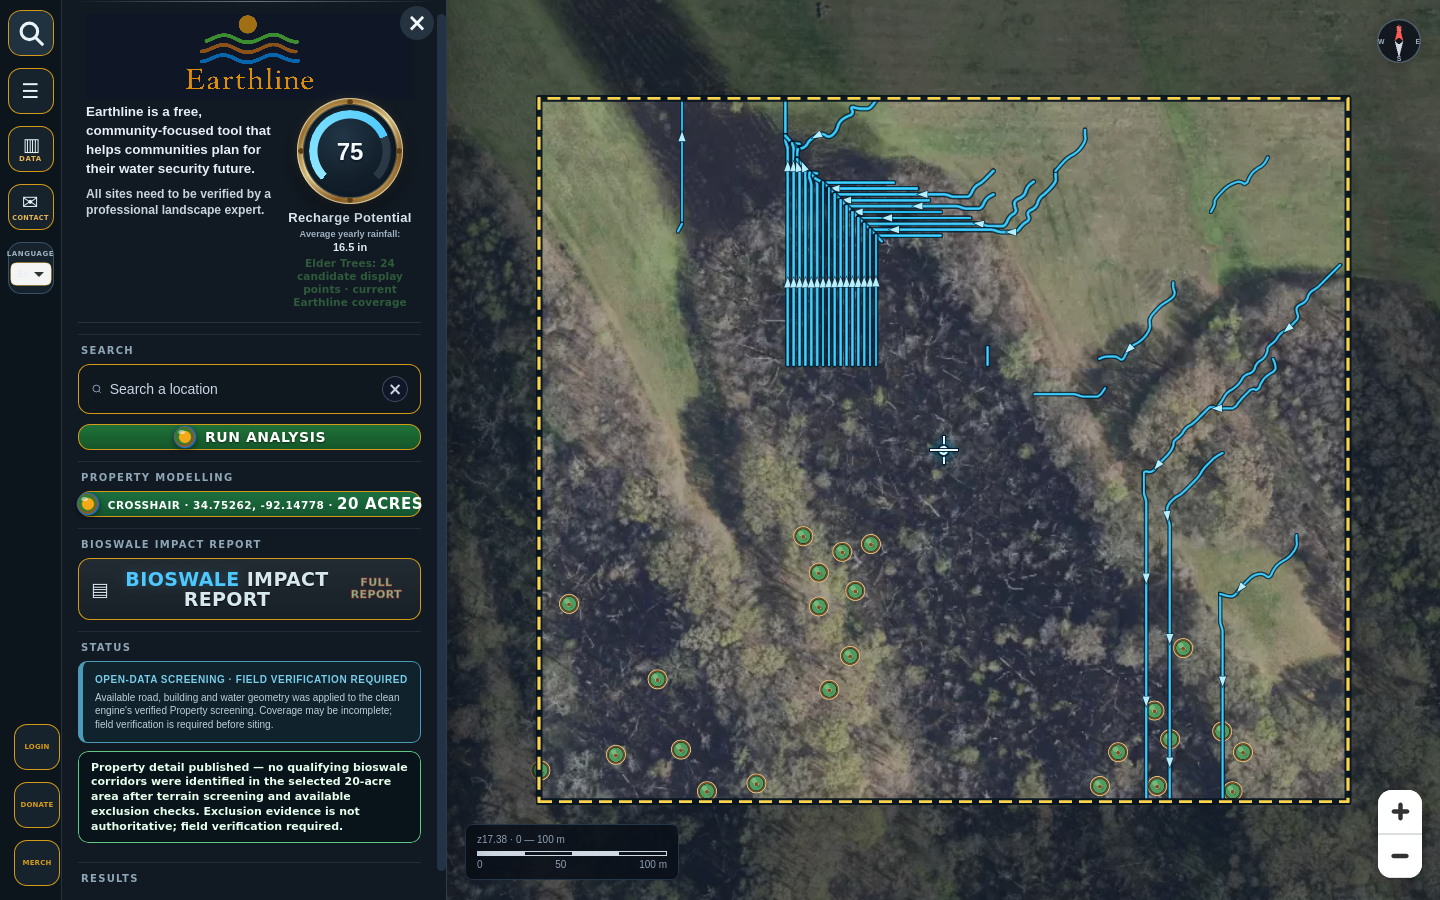 DATA
CONTACT
LANGUAGE
LOGIN
DONATE
MERCH
Earthline
Earthline is a free,
community-focused tool that
helps communities plan for
their water security future.
All sites need to be verified by a
professional landscape expert.
75
Recharge Potential
Average yearly rainfall:
16.5 in
Elder Trees: 24
candidate display
points · current
Earthline coverage
SEARCH
Search a location
RUN ANALYSIS
PROPERTY MODELLING
CROSSHAIR · 34.75262, -92.14778 · 20 ACRES
BIOSWALE IMPACT REPORT
BIOSWALE IMPACT
REPORT
FULL
REPORT
STATUS
OPEN-DATA SCREENING · FIELD VERIFICATION REQUIRED
Available road, building and water geometry was applied to the clean
engine's verified Property screening. Coverage may be incomplete;
field verification is required before siting.
Property detail published — no qualifying bioswale
corridors were identified in the selected 20-acre
area after terrain screening and available
exclusion checks. Exclusion evidence is not
authoritative; field verification required.
RESULTS
W E
S
z17.38 · 0 — 100 m
0 50 100 m